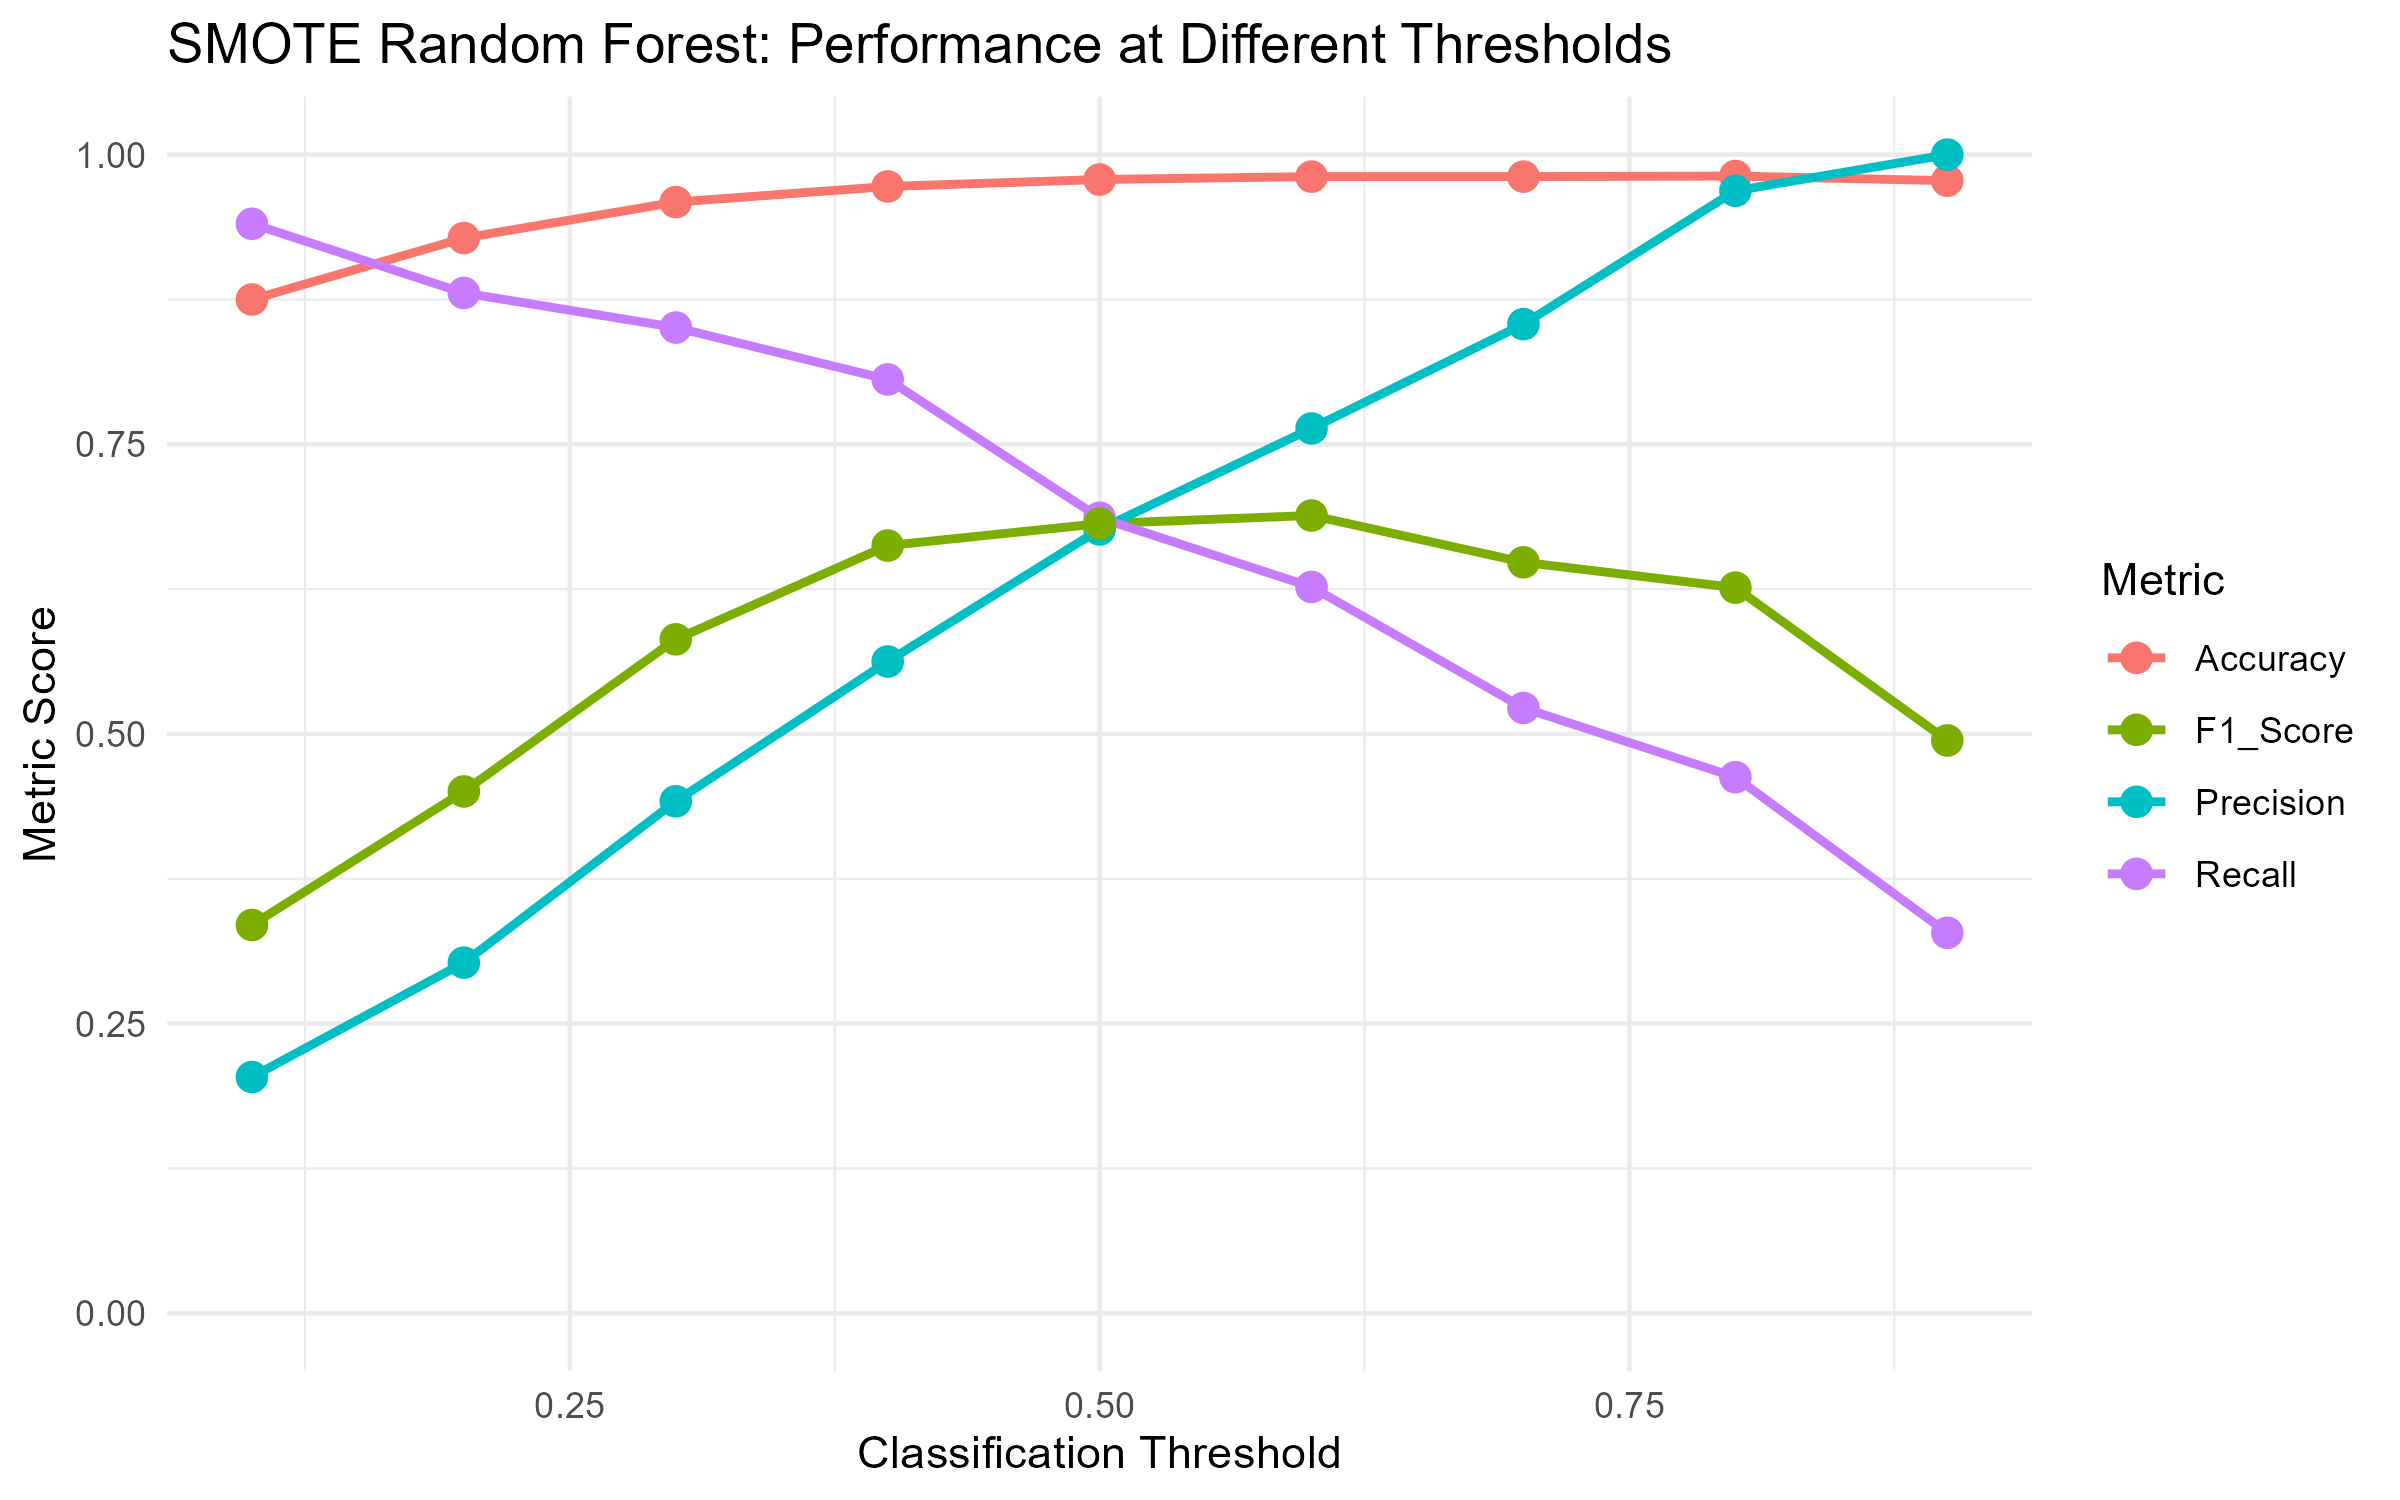 SMOTE Random Forest: Performance at Different Thresholds
1.00
0.75
0.50
0.25
0.00
Metric Score
0.25
0.50
0.75
Classification Threshold
Metric
Accuracy
F1_Score
Precision
Recall